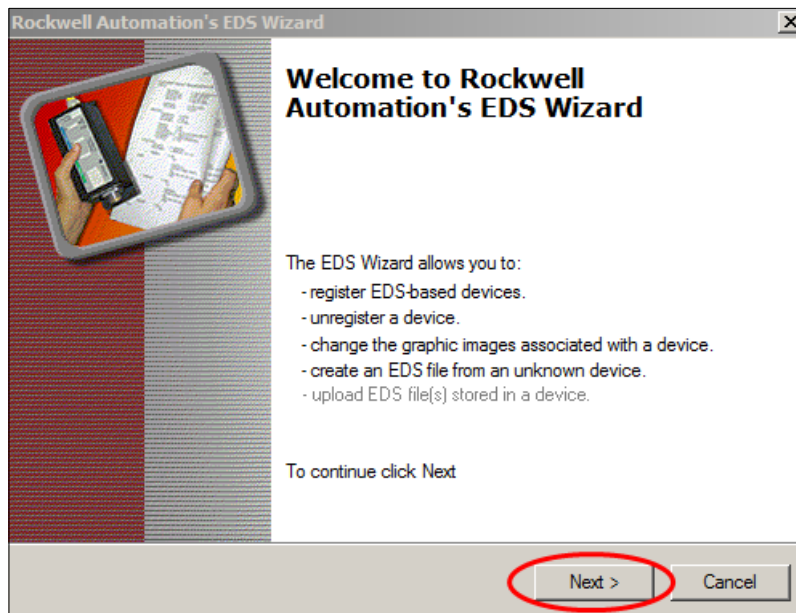 Rockwell Automation's EDS Wizard
Welcome to Rockwell
Automation's EDS Wizard
The EDS Wizard allows you to:
- register EDS-based devices.
- unregister a device.
- change the graphic images associated with a device.
- create an EDS file from an unknown device.
- upload EDS file(s) stored in a device.
To continue click Next
Next >
Cancel